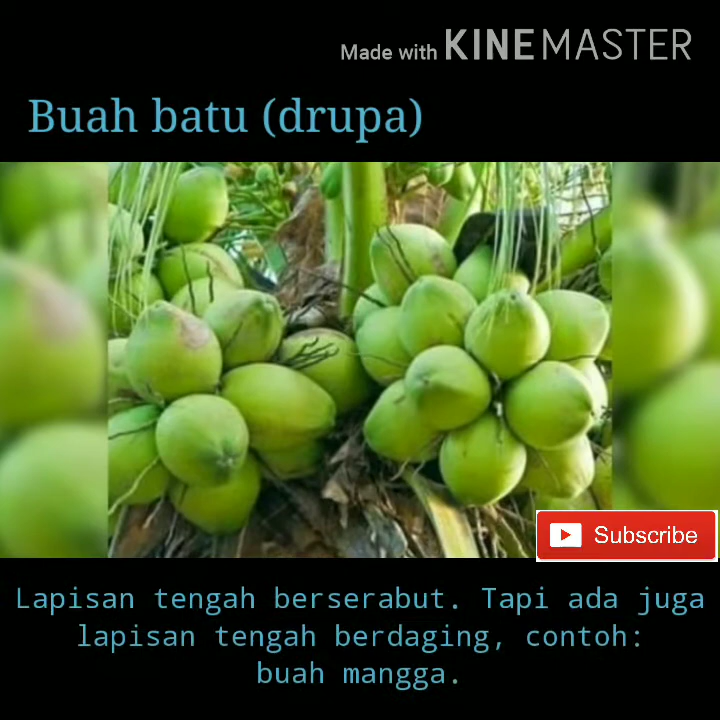 Made with KINEMASTER
Buah batu (drupa)
Subscribe
Lapisan tengah berserabut. Tapi ada juga
lapisan tengah berdaging, contoh:
buah mangga.